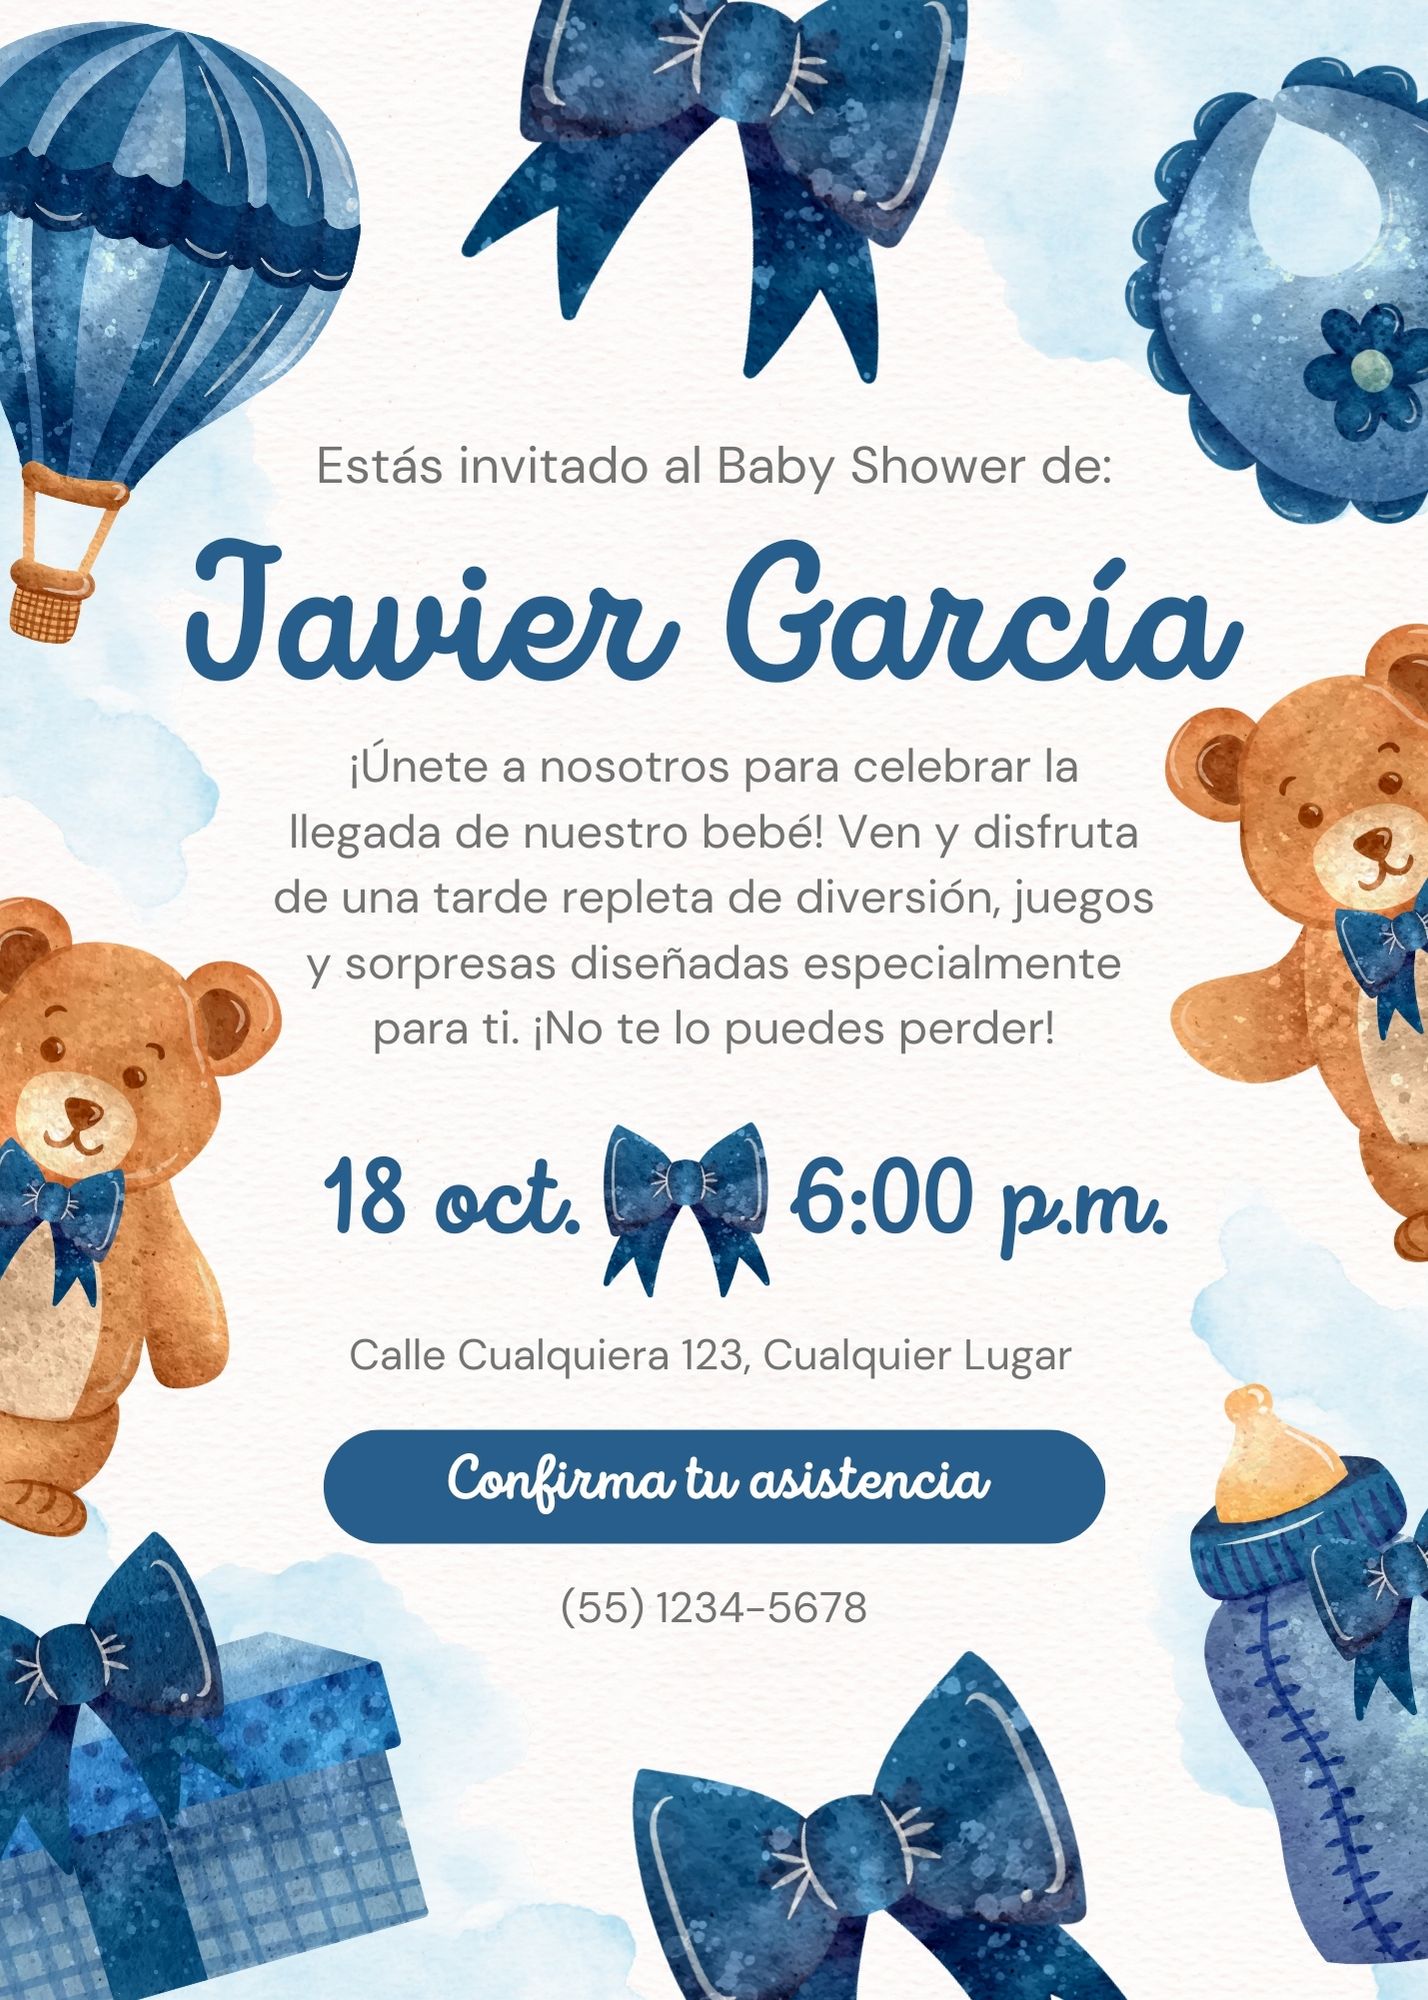 Estás invitado al Baby Shower de:
Javier García
¡Únete a nosotros para celebrar la
llegada de nuestro bebé! Ven y disfruta
de una tarde repleta de diversión, juegos
y sorpresas diseñadas especialmente
para ti. ¡No te lo puedes perder!
18 oct. 6:00 p.m.
Calle Cualquiera 123, Cualquier Lugar
Confirma tu asistencia
(55) 1234-5678